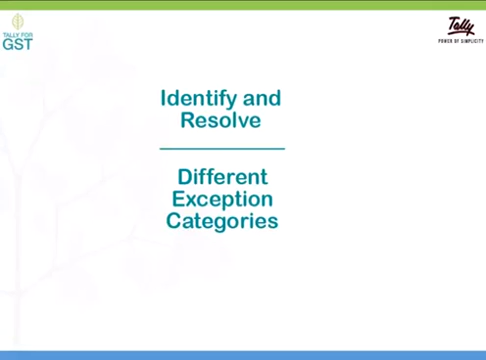 TALLY FOR
GST
Tally
POWER OF SIMPLICITY
Identify and
Resolve
Different
Exception
Categories